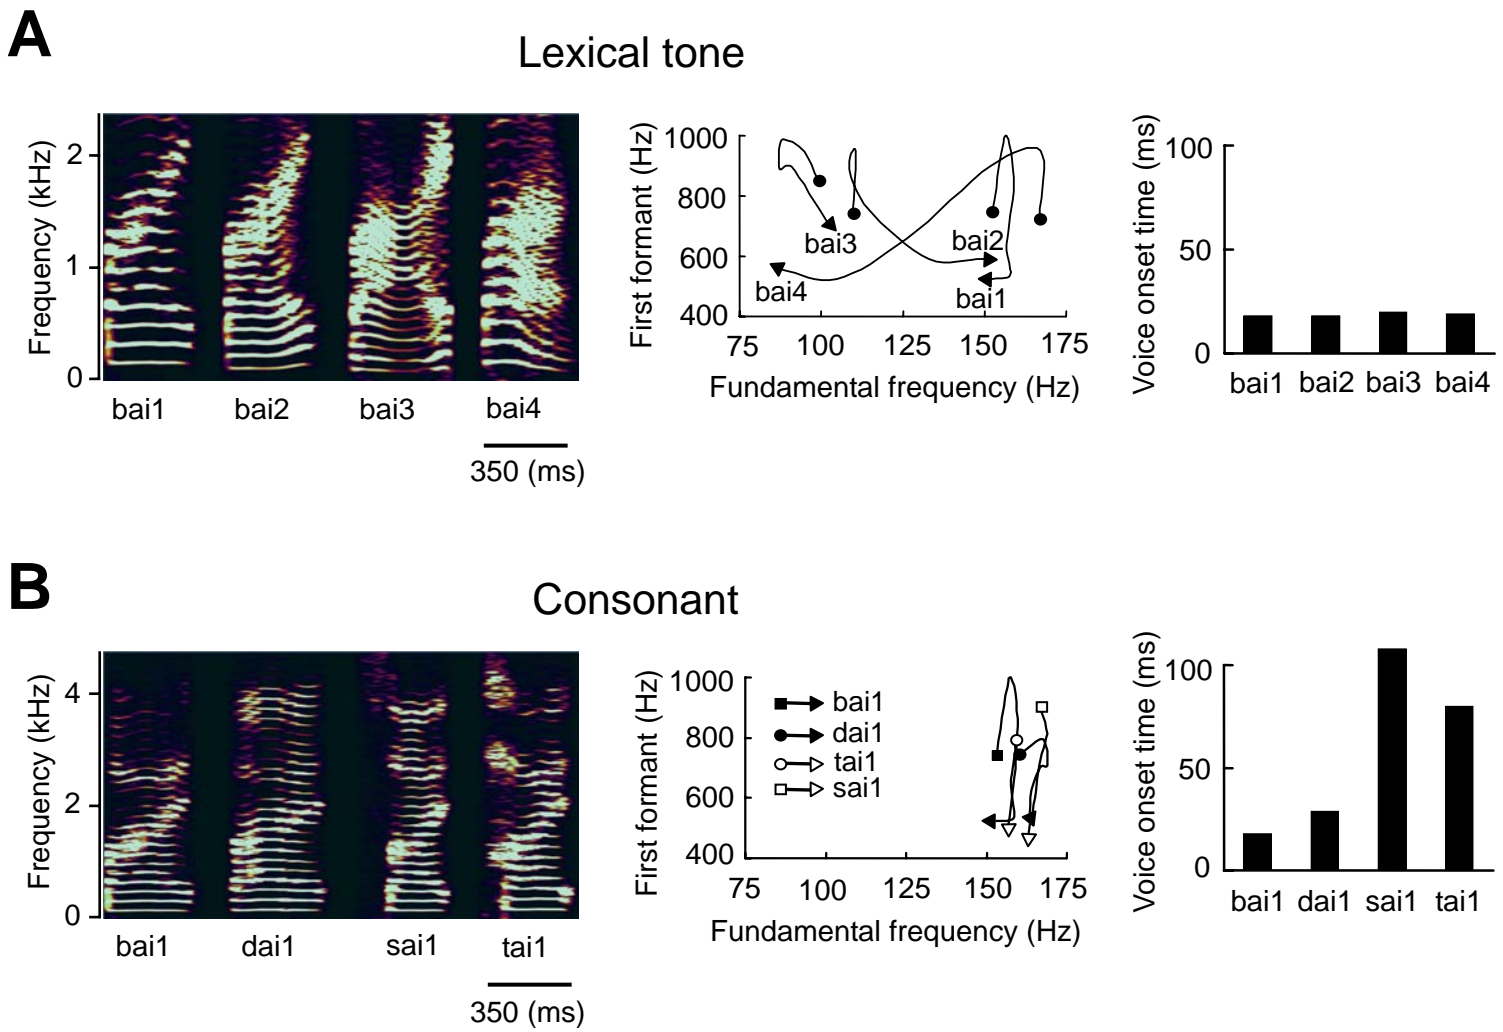 A
Lexical tone
Frequency (kHz)
2
1
0
bai1 bai2 bai3 bai4
350 (ms)
First formant (Hz)
1000
800
600
400
bai3
bai2
bai4
bai1
75 100 125 150 175
Fundamental frequency (Hz)
Voice onset time (ms)
100
50
0
bai1 bai2 bai3 bai4
B
Consonant
Frequency (kHz)
4
2
0
bai1 dai1 sai1 tai1
350 (ms)
First formant (Hz)
1000
800
600
400
bai1
dai1
tai1
sai1
75 100 125 150 175
Fundamental frequency (Hz)
Voice onset time (ms)
100
50
0
bai1 dai1 sai1 tai1